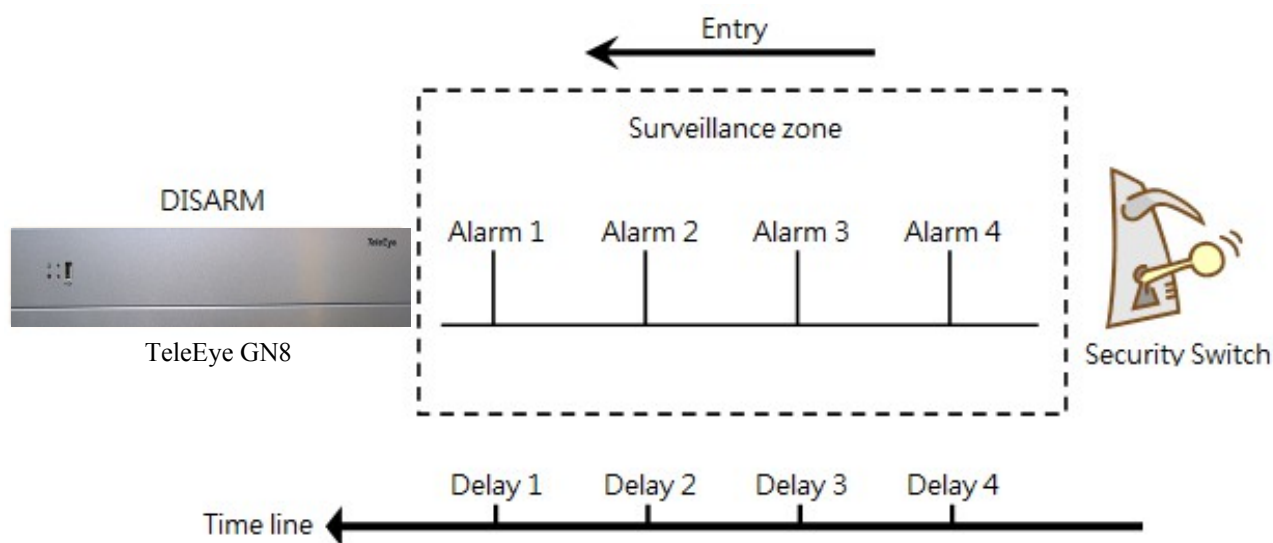 Entry
Surveillance zone
DISARM
TeleEye
Alarm 1 Alarm 2 Alarm 3 Alarm 4
TeleEye GN8
Security Switch
Delay 1 Delay 2 Delay 3 Delay 4
Time line